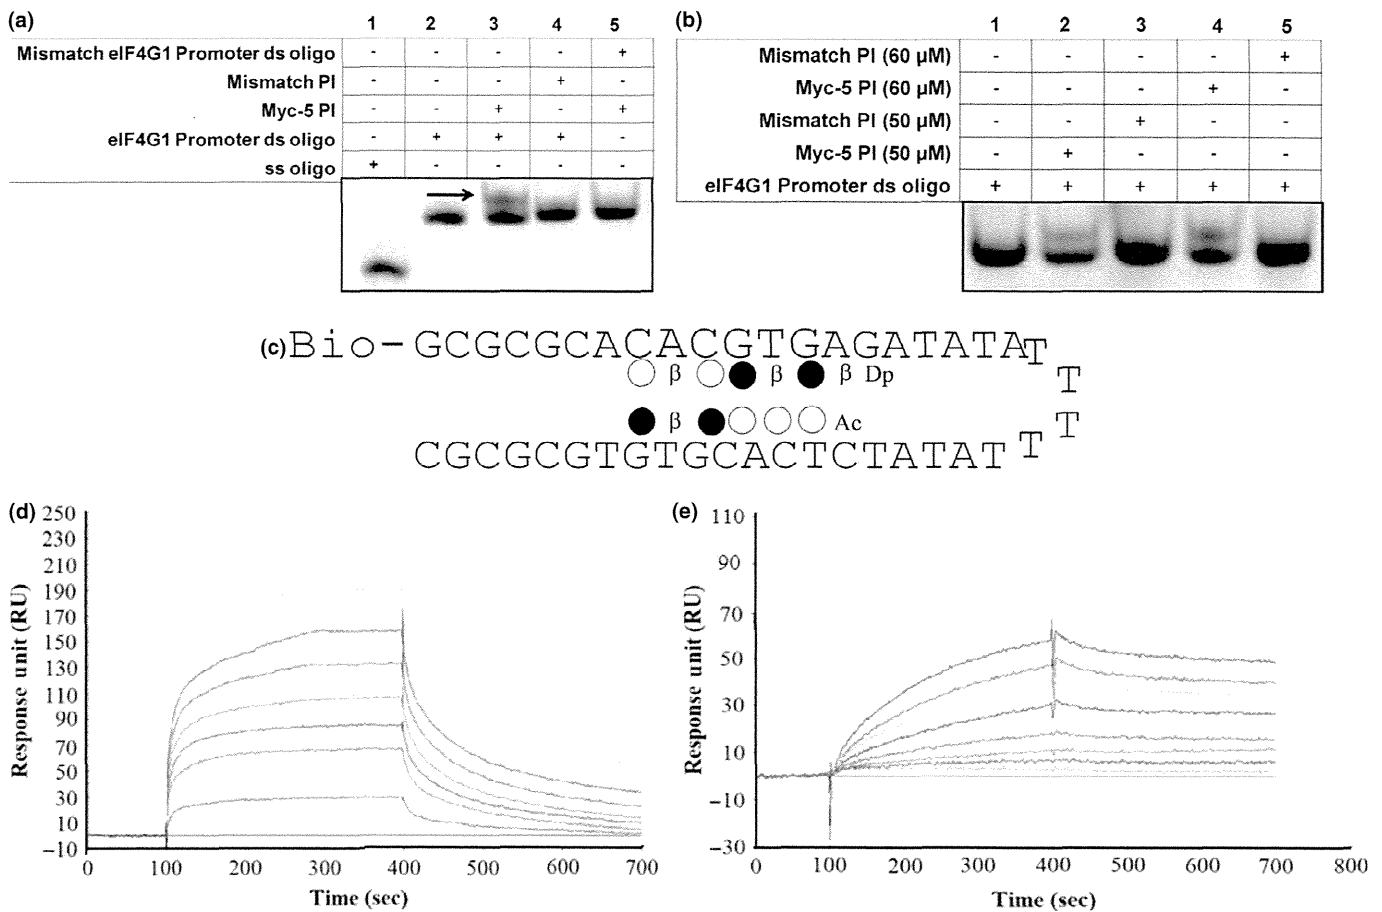 (a)
1 2 3 4 5
Mismatch eIF4G1 Promoter ds oligo - - - - +
Mismatch PI - - - + -
Myc-5 PI - - + - +
eIF4G1 Promoter ds oligo - + + + -
ss oligo + - - - -
(b)
1 2 3 4 5
Mismatch PI (60 µM) - - - - +
Myc-5 PI (60 µM) - - - + -
Mismatch PI (50 µM) - - + - -
Myc-5 PI (50 µM) - + - - -
eIF4G1 Promoter ds oligo + + + + +
(c) Bio-GCGCGCACACGTGAGATATAT
T
β β β Dp
β Ac
T
CGCGCGTGTGCACTCTATATT
(d)
250
230
210
190
170
150
130
110
90
70
50
30
10
-10
Response unit (RU)
0 100 200 300 400 500 600 700
Time (sec)
(e)
110
90
70
50
30
10
-10
-30
Response unit (RU)
0 100 200 300 400 500 600 700 800
Time (sec)